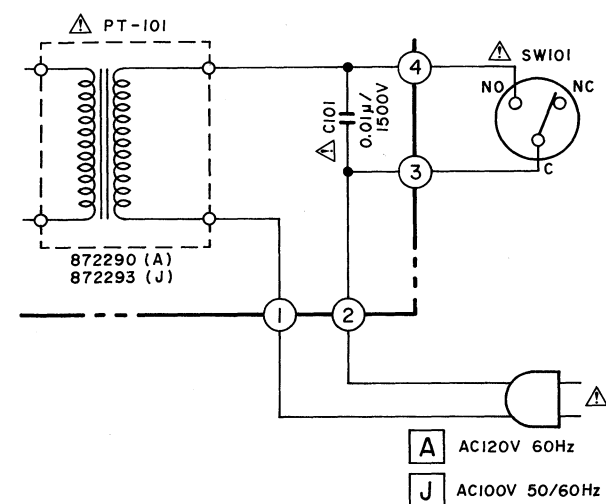 ⚠ PT-101
4
⚠ SW101
NO
NC
C
⚠ C101
0.01μ/
1500V
3
872290 (A)
872293 (J)
1
2
⚠
A AC120V 60Hz
J AC100V 50/60Hz